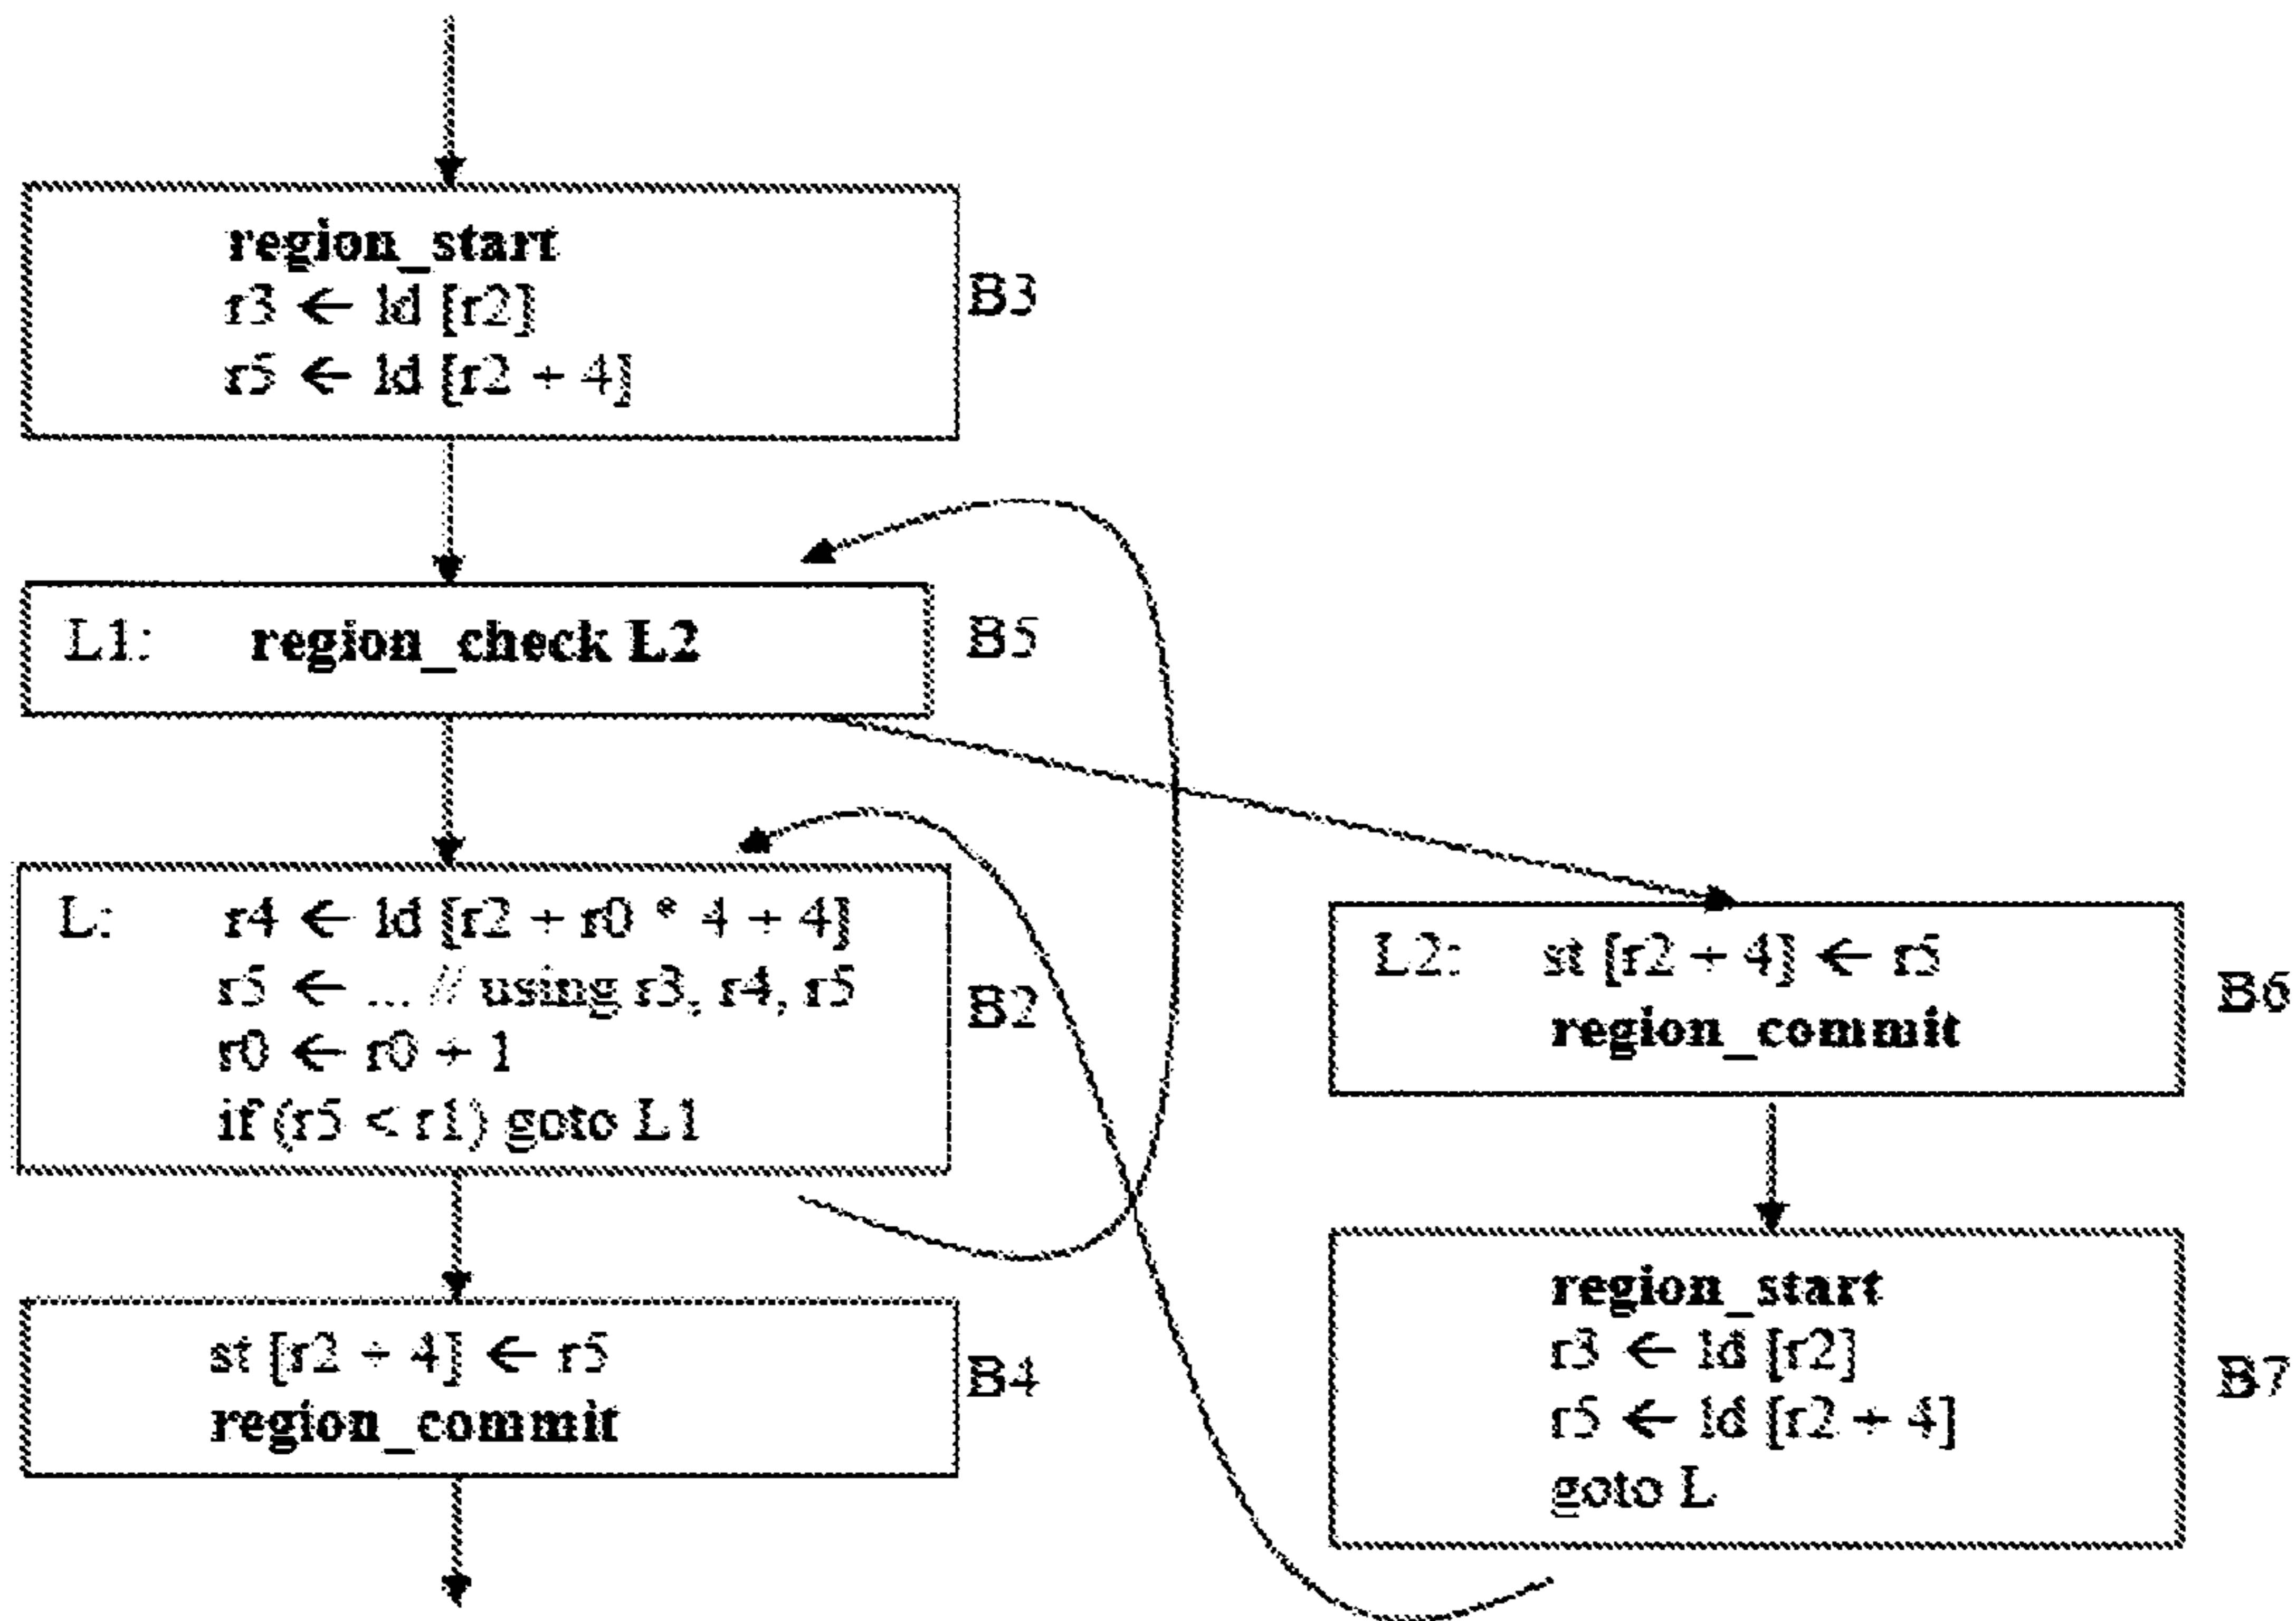 region_start
r3 ← ld [r2]
r5 ← ld [r2 + 4]
B3
L1: region_check L2
B5
L: r4 ← ld [r2 + r0 * 4 + 4]
r5 ← ... // using r3, r4, r5
r0 ← r0 + 1
if (r5 < r1) goto L1
B2
L2: st [r2 + 4] ← r5
region_commit
B6
st [r2 + 4] ← r5
region_commit
B4
region_start
r3 ← ld [r2]
r5 ← ld [r2 + 4]
goto L
B7